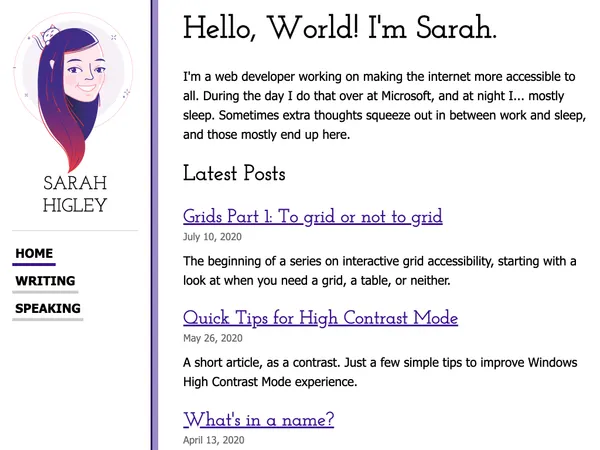 SARAH
HIGLEY
HOME
WRITING
SPEAKING
Hello, World! I'm Sarah.
I'm a web developer working on making the internet more accessible to
all. During the day I do that over at Microsoft, and at night I... mostly
sleep. Sometimes extra thoughts squeeze out in between work and sleep,
and those mostly end up here.
Latest Posts
Grids Part 1: To grid or not to grid
July 10, 2020
The beginning of a series on interactive grid accessibility, starting with a
look at when you need a grid, a table, or neither.
Quick Tips for High Contrast Mode
May 26, 2020
A short article, as a contrast. Just a few simple tips to improve Windows
High Contrast Mode experience.
What's in a name?
April 13, 2020